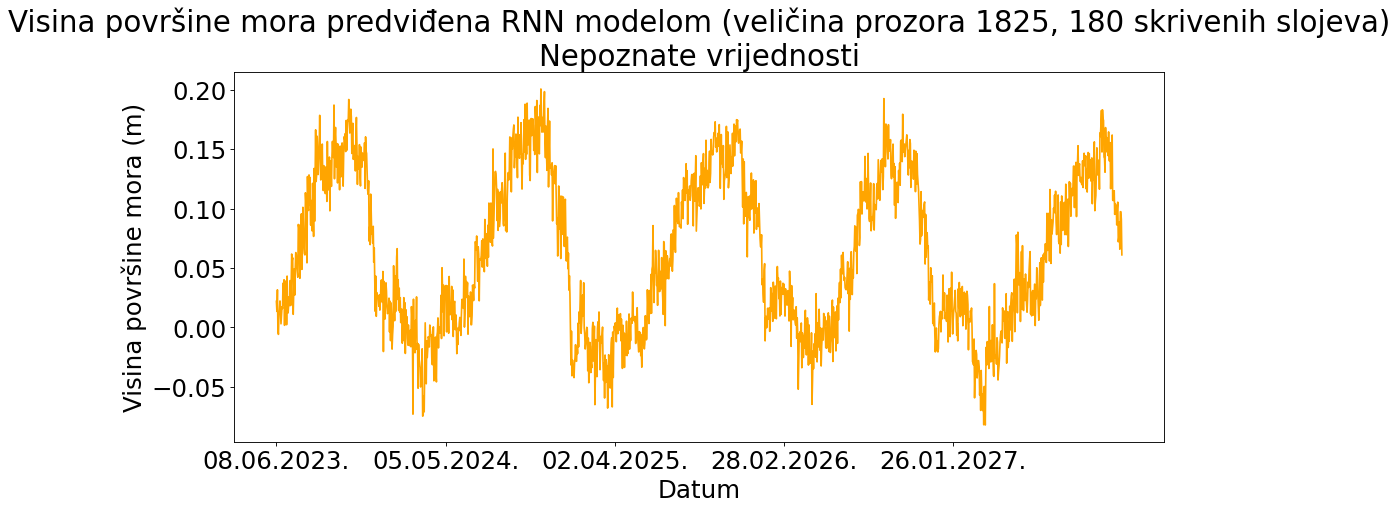 Visina površine mora predviđena RNN modelom (veličina prozora 1825, 180 skrivenih slojeva)
Nepoznate vrijednosti
Visina površine mora (m)
0.20
0.15
0.10
0.05
0.00
−0.05
08.06.2023. 05.05.2024. 02.04.2025. 28.02.2026. 26.01.2027.
Datum